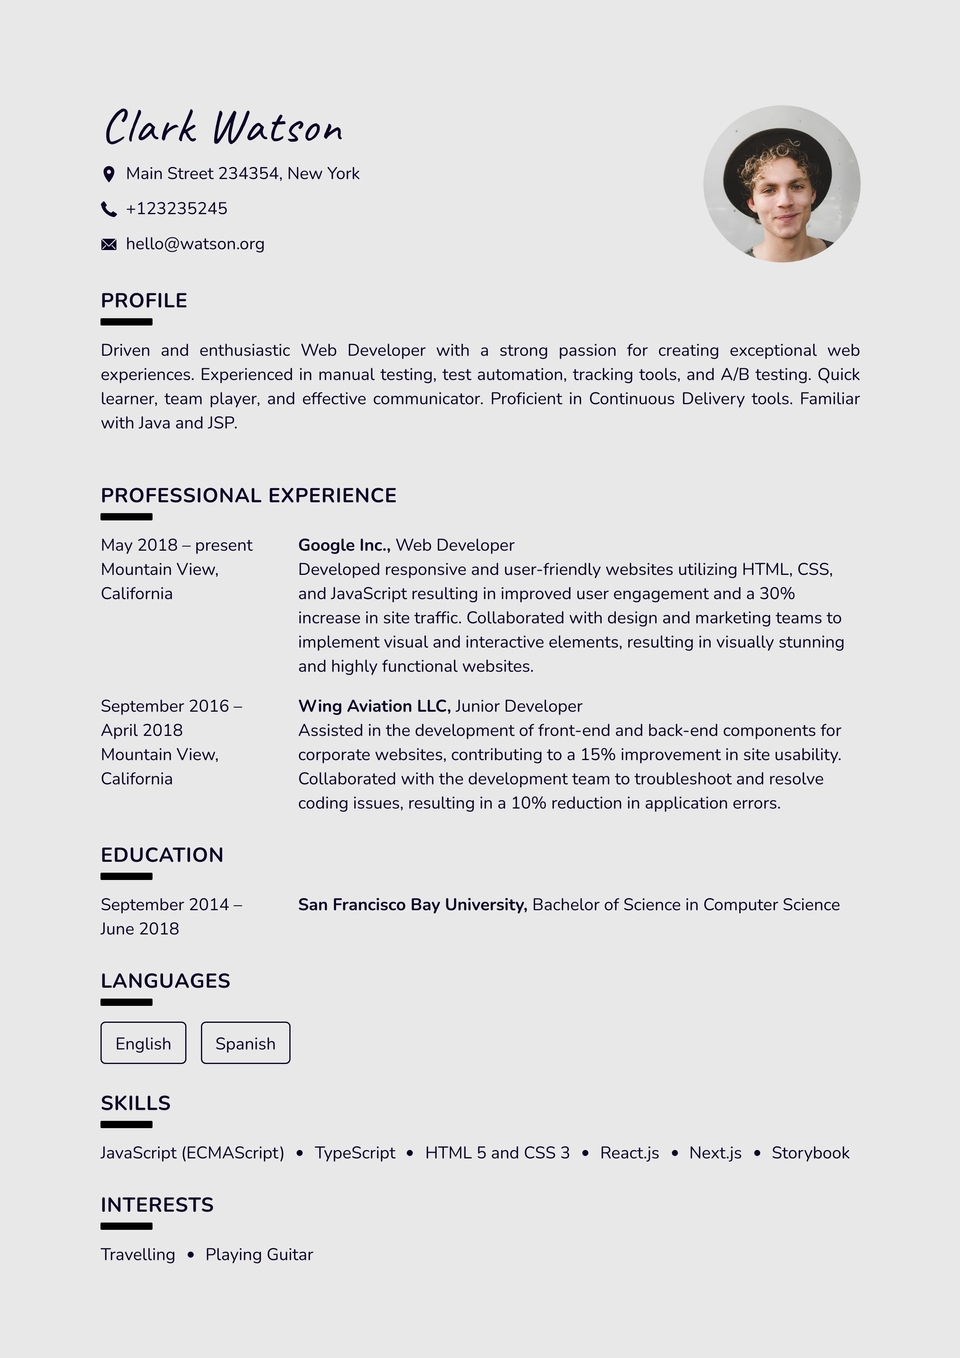 Clark Watson
Main Street 234354, New York
+123235245
hello@watson.org
PROFILE
Driven and enthusiastic Web Developer with a strong passion for creating exceptional web
experiences. Experienced in manual testing, test automation, tracking tools, and A/B testing. Quick
learner, team player, and effective communicator. Proficient in Continuous Delivery tools. Familiar
with Java and JSP.
PROFESSIONAL EXPERIENCE
May 2018 – present
Mountain View,
California
Google Inc., Web Developer
Developed responsive and user-friendly websites utilizing HTML, CSS,
and JavaScript resulting in improved user engagement and a 30%
increase in site traffic. Collaborated with design and marketing teams to
implement visual and interactive elements, resulting in visually stunning
and highly functional websites.
September 2016 –
April 2018
Mountain View,
California
Wing Aviation LLC, Junior Developer
Assisted in the development of front-end and back-end components for
corporate websites, contributing to a 15% improvement in site usability.
Collaborated with the development team to troubleshoot and resolve
coding issues, resulting in a 10% reduction in application errors.
EDUCATION
September 2014 –
June 2018
San Francisco Bay University, Bachelor of Science in Computer Science
LANGUAGES
English
Spanish
SKILLS
JavaScript (ECMAScript) • TypeScript • HTML 5 and CSS 3 • React.js • Next.js • Storybook
INTERESTS
Travelling • Playing Guitar